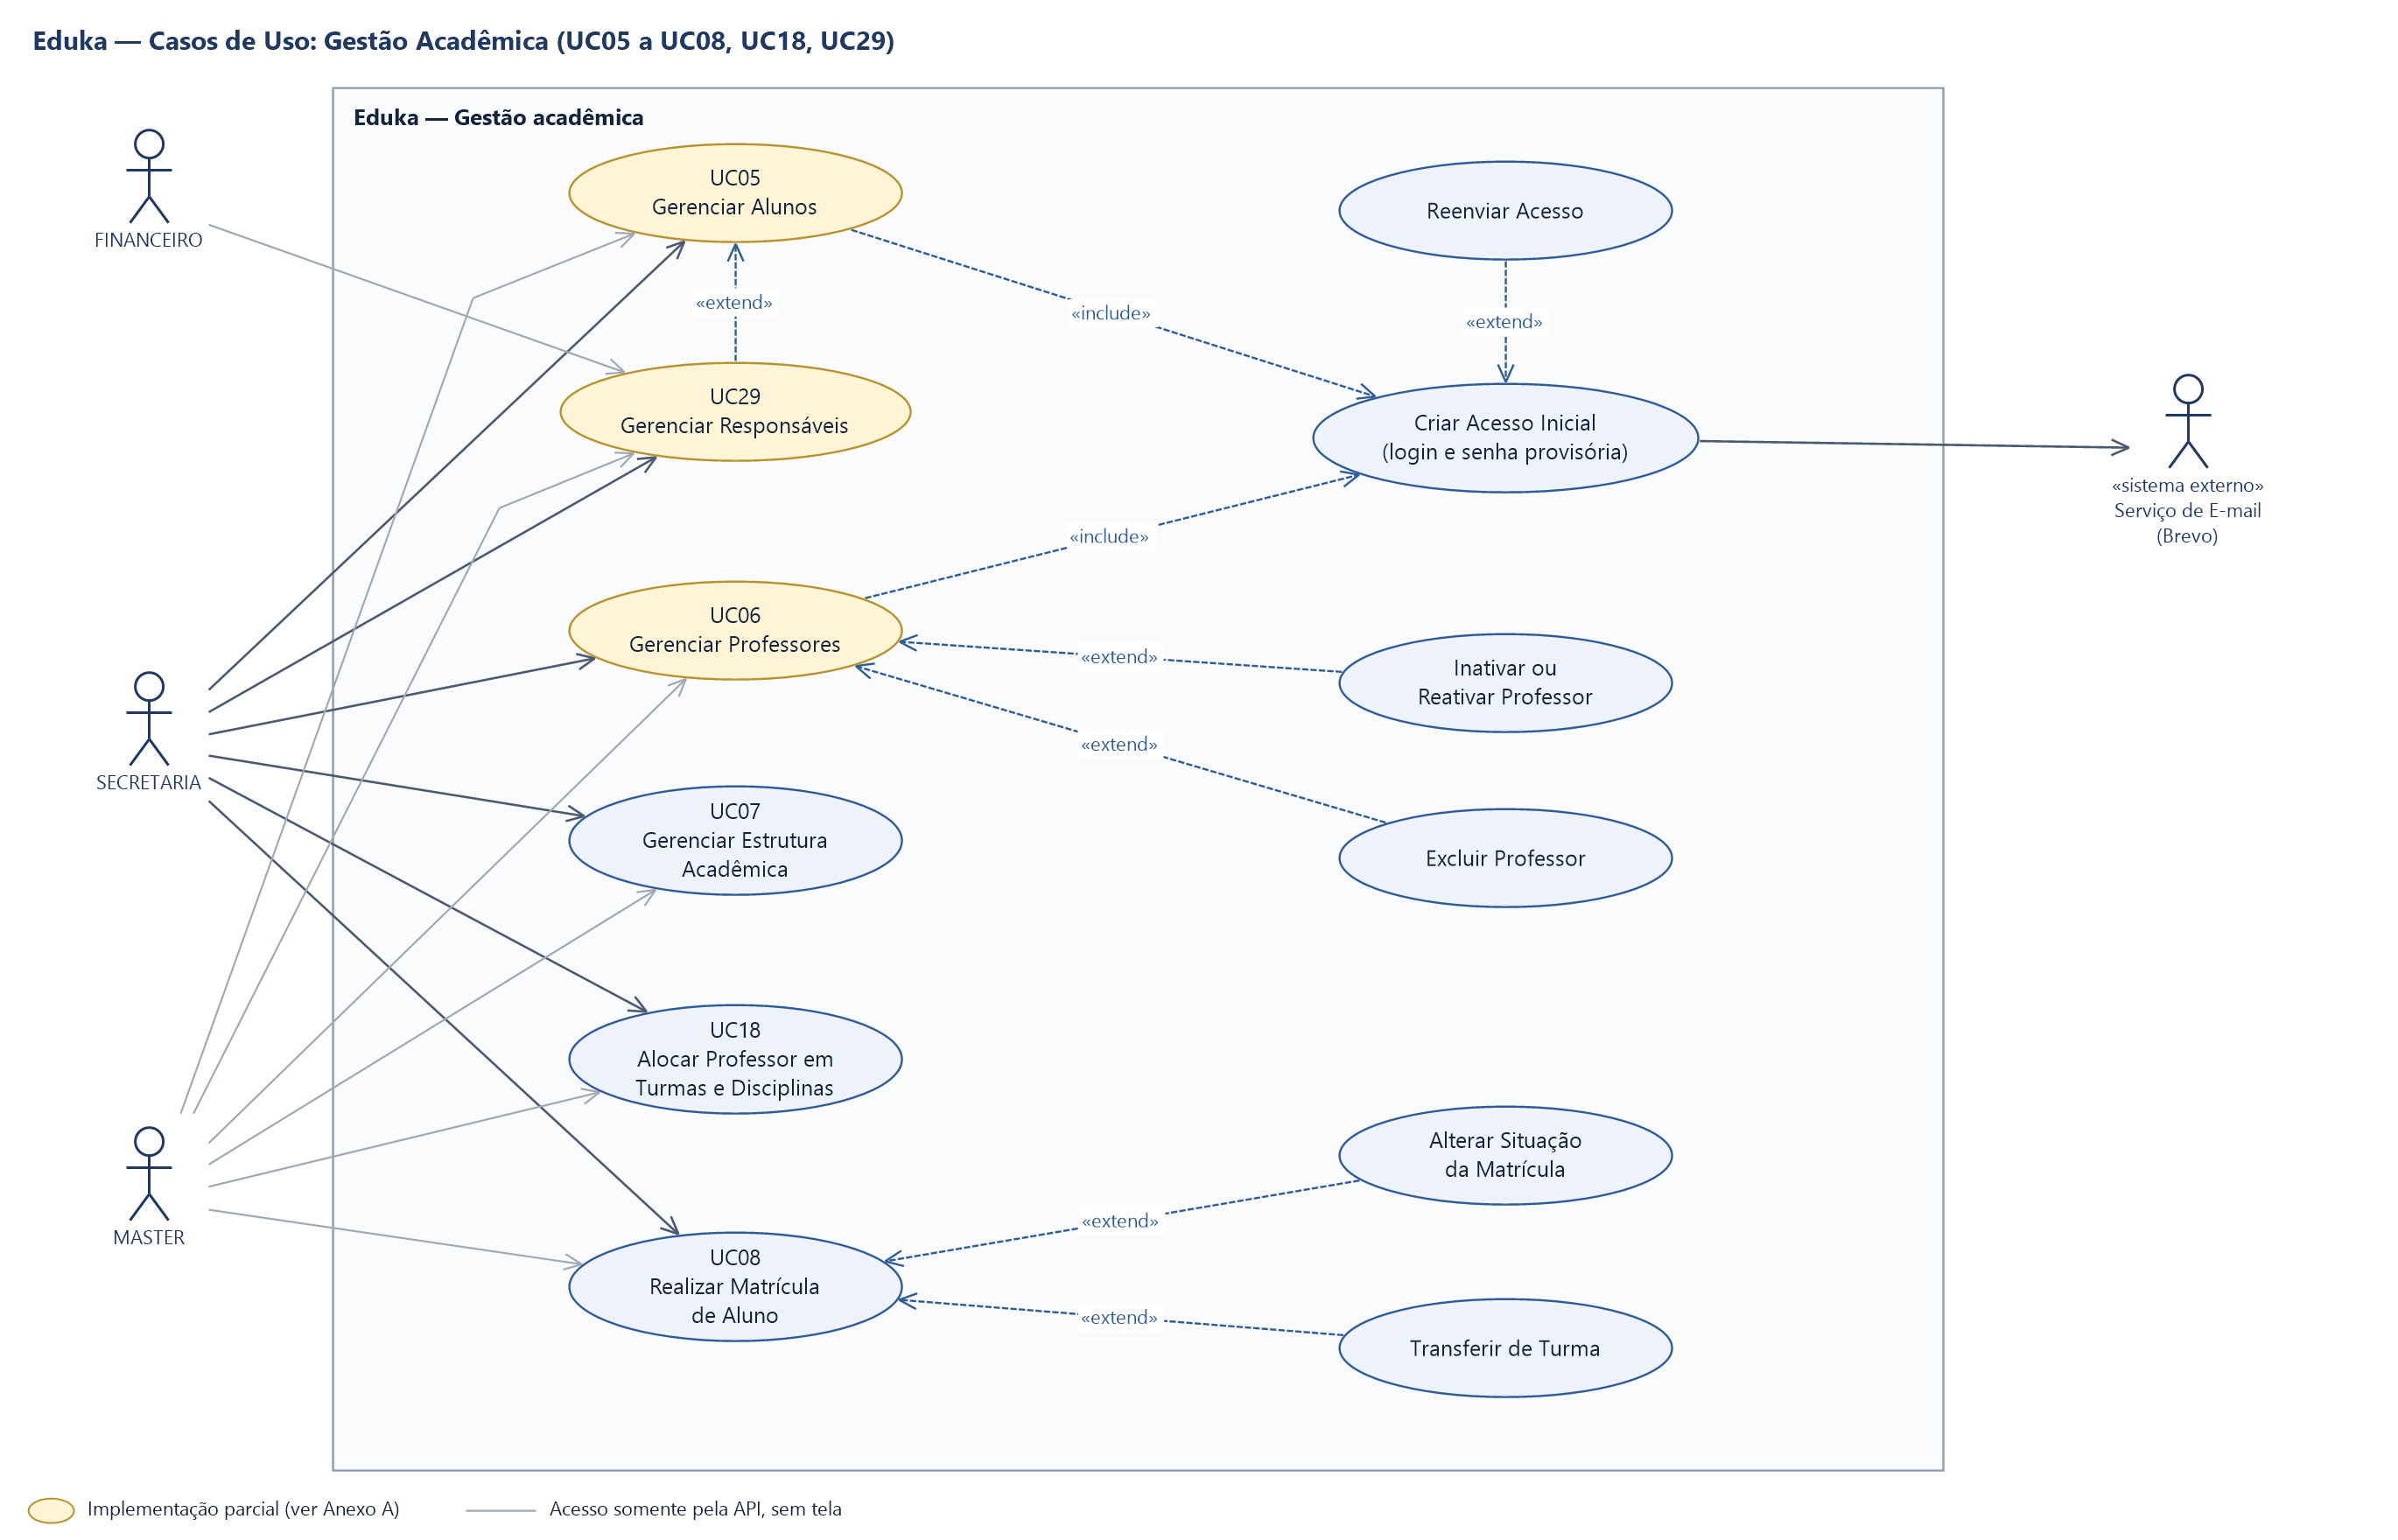 Eduka — Casos de Uso: Gestão Acadêmica (UC05 a UC08, UC18, UC29)
Eduka — Gestão acadêmica
FINANCEIRO
SECRETARIA
MASTER
UC05
Gerenciar Alunos
«extend»
UC29
Gerenciar Responsáveis
UC06
Gerenciar Professores
UC07
Gerenciar Estrutura
Acadêmica
UC18
Alocar Professor em
Turmas e Disciplinas
UC08
Realizar Matrícula
de Aluno
«include»
«include»
«extend»
«extend»
«extend»
«extend»
Reenviar Acesso
«extend»
Criar Acesso Inicial
(login e senha provisória)
Inativar ou
Reativar Professor
Excluir Professor
Alterar Situação
da Matrícula
Transferir de Turma
«sistema externo»
Serviço de E-mail
(Brevo)
Implementação parcial (ver Anexo A)
Acesso somente pela API, sem tela